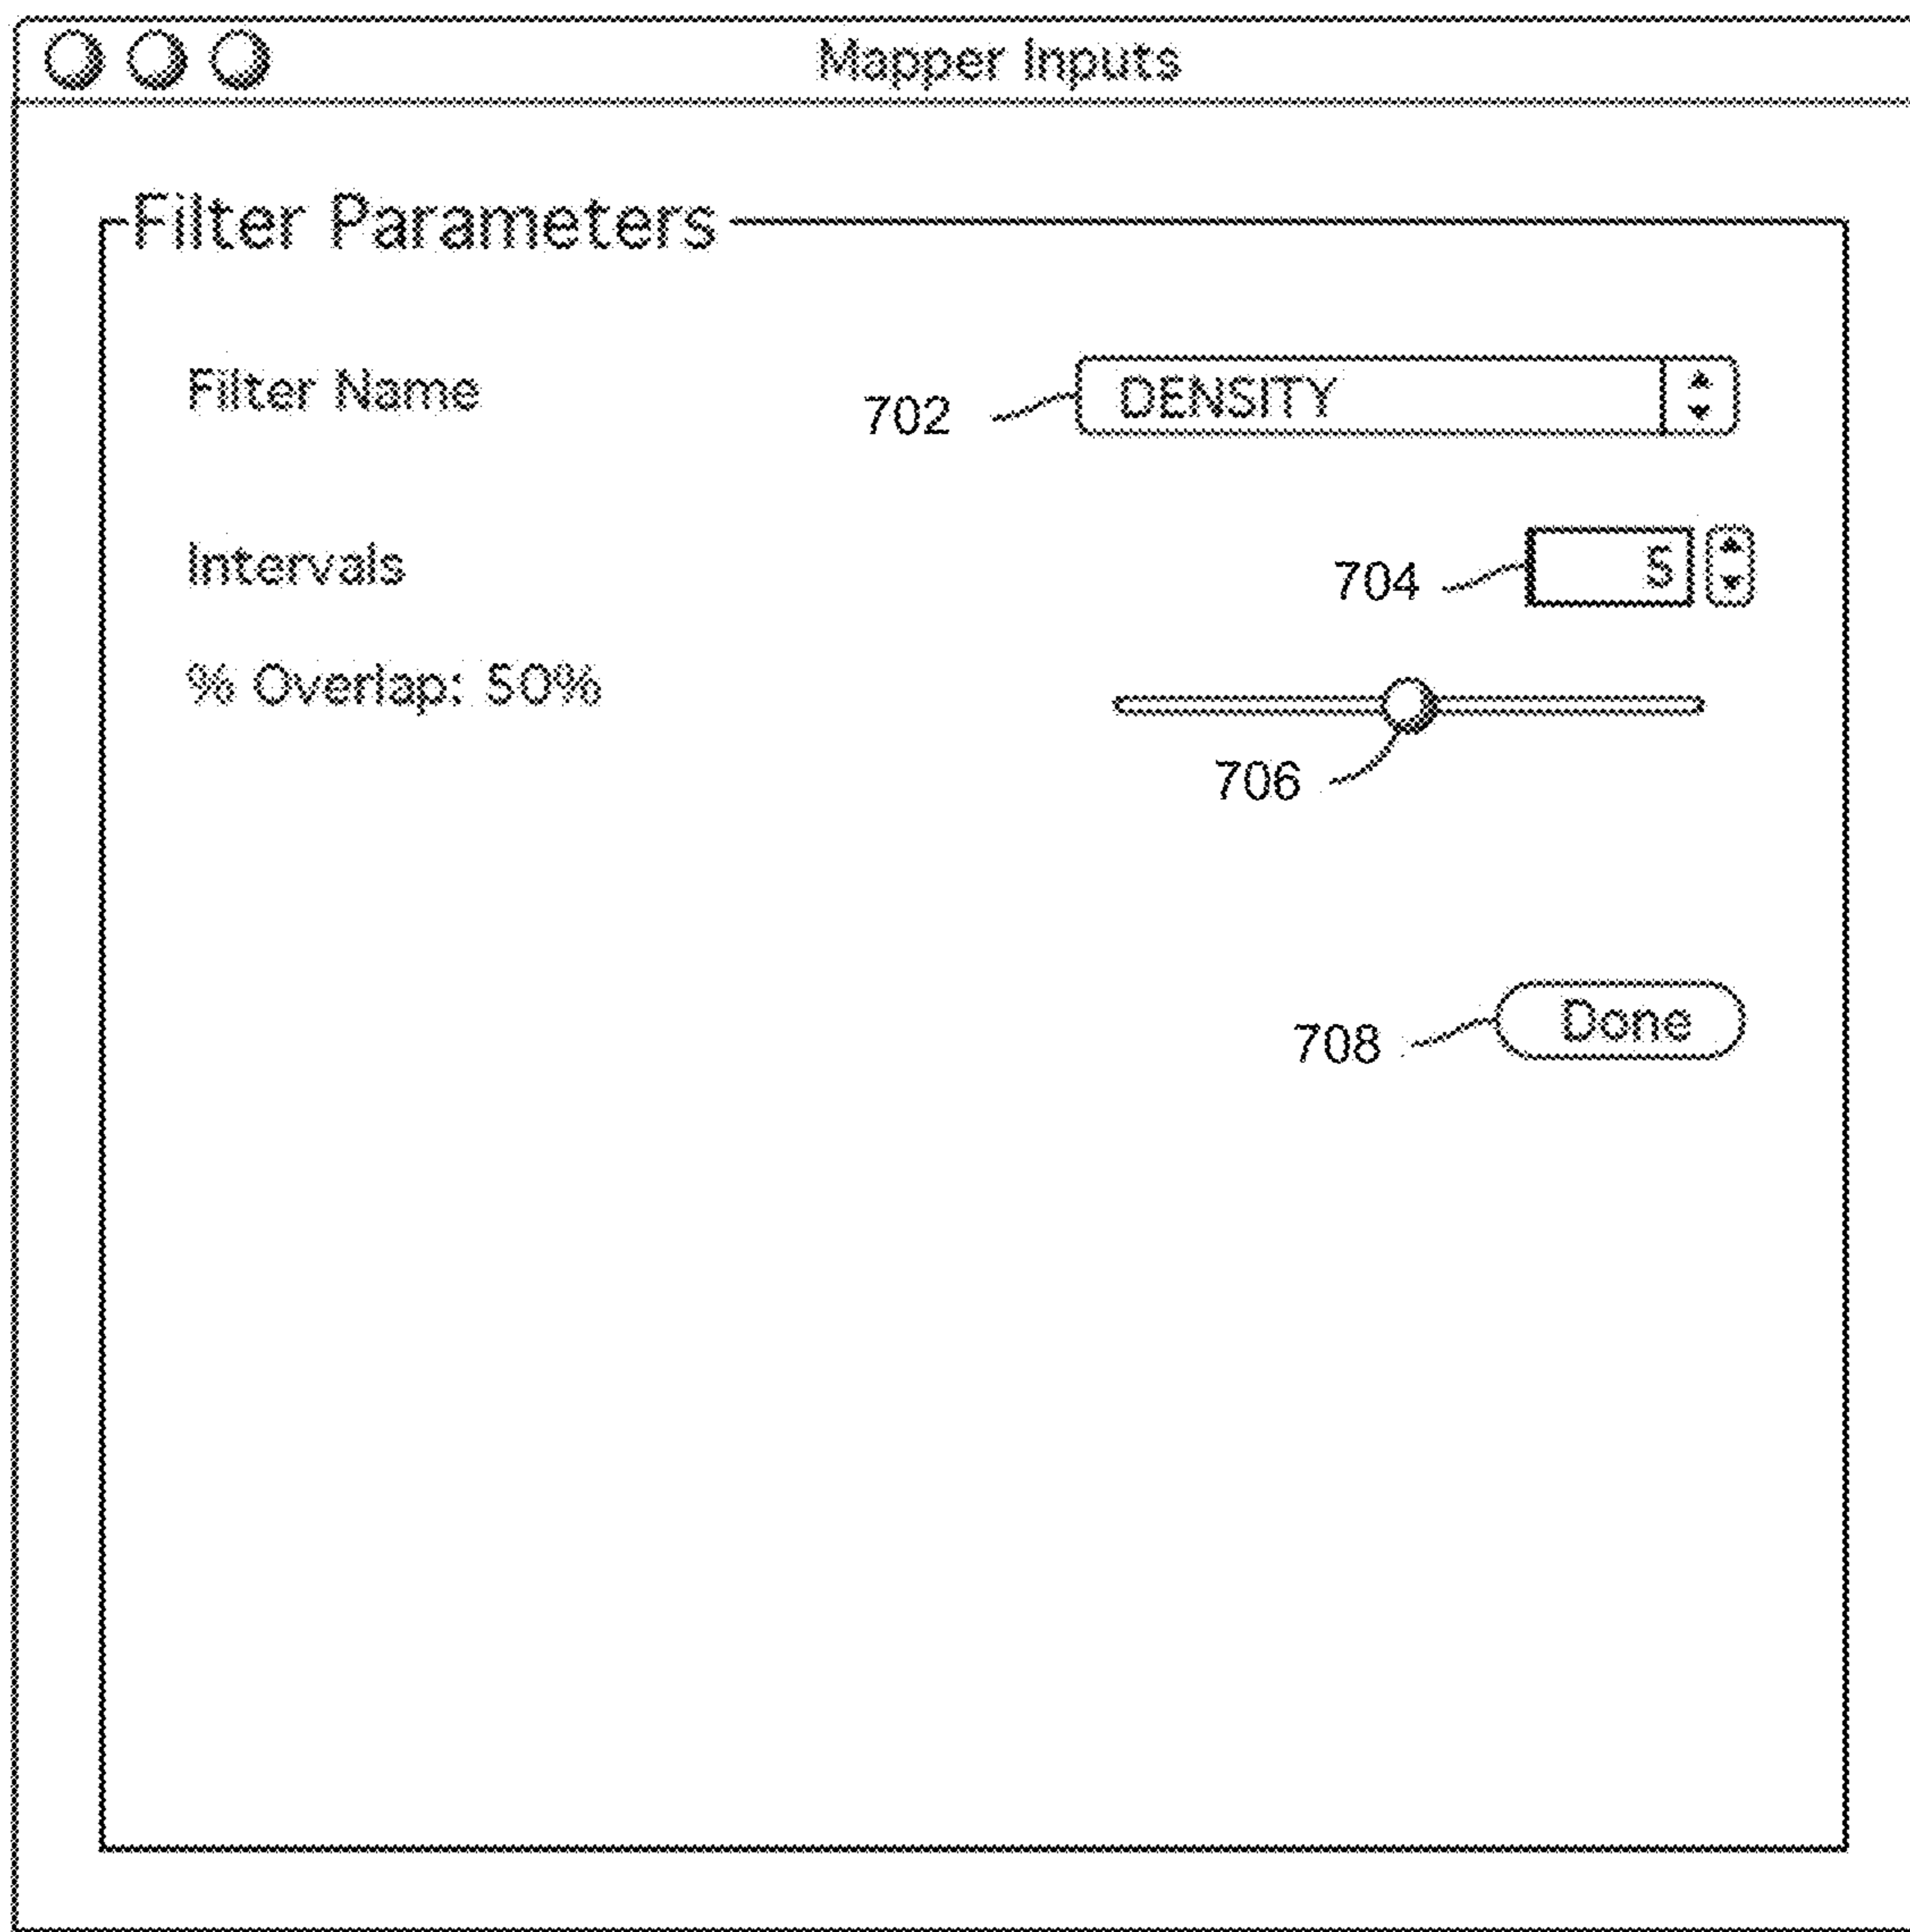 Mapper Inputs
Filter Parameters
Filter Name 702 DENSITY
Intervals 704 5
% Overlap: 50%
706
708 Done